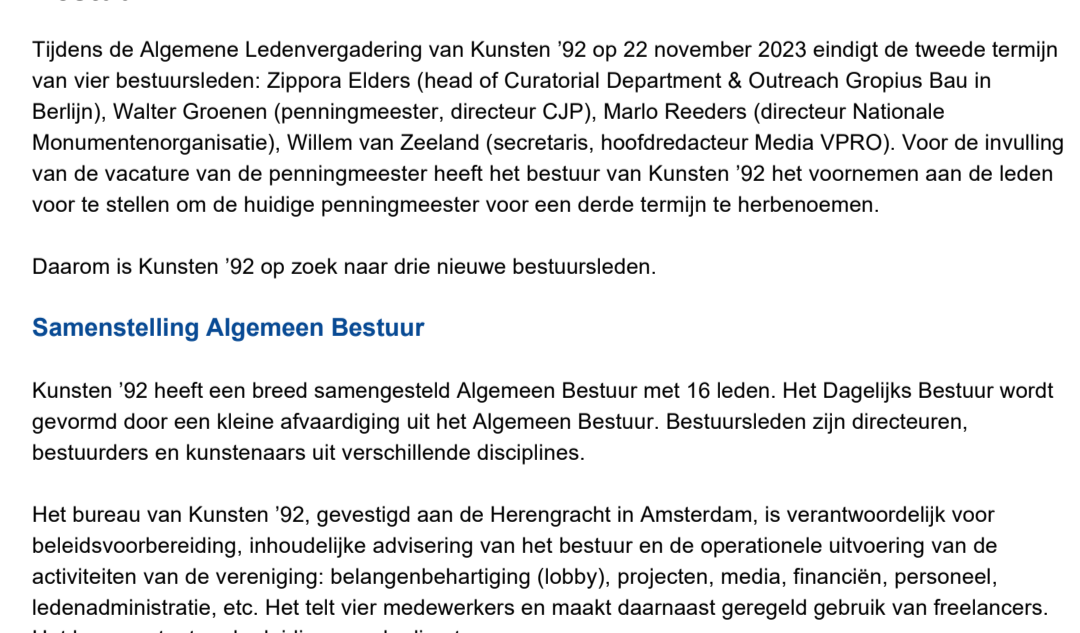 Tijdens de Algemene Ledenvergadering van Kunsten ’92 op 22 november 2023 eindigt de tweede termijn
van vier bestuursleden: Zippora Elders (head of Curatorial Department & Outreach Gropius Bau in
Berlijn), Walter Groenen (penningmeester, directeur CJP), Marlo Reeders (directeur Nationale
Monumentenorganisatie), Willem van Zeeland (secretaris, hoofdredacteur Media VPRO). Voor de invulling
van de vacature van de penningmeester heeft het bestuur van Kunsten ’92 het voornemen aan de leden
voor te stellen om de huidige penningmeester voor een derde termijn te herbenoemen.
Daarom is Kunsten ’92 op zoek naar drie nieuwe bestuursleden.
Samenstelling Algemeen Bestuur
Kunsten ’92 heeft een breed samengesteld Algemeen Bestuur met 16 leden. Het Dagelijks Bestuur wordt
gevormd door een kleine afvaardiging uit het Algemeen Bestuur. Bestuursleden zijn directeuren,
bestuurders en kunstenaars uit verschillende disciplines.
Het bureau van Kunsten ’92, gevestigd aan de Herengracht in Amsterdam, is verantwoordelijk voor
beleidsvoorbereiding, inhoudelijke advisering van het bestuur en de operationele uitvoering van de
activiteiten van de vereniging: belangenbehartiging (lobby), projecten, media, financiën, personeel,
ledenadministratie, etc. Het telt vier medewerkers en maakt daarnaast geregeld gebruik van freelancers.